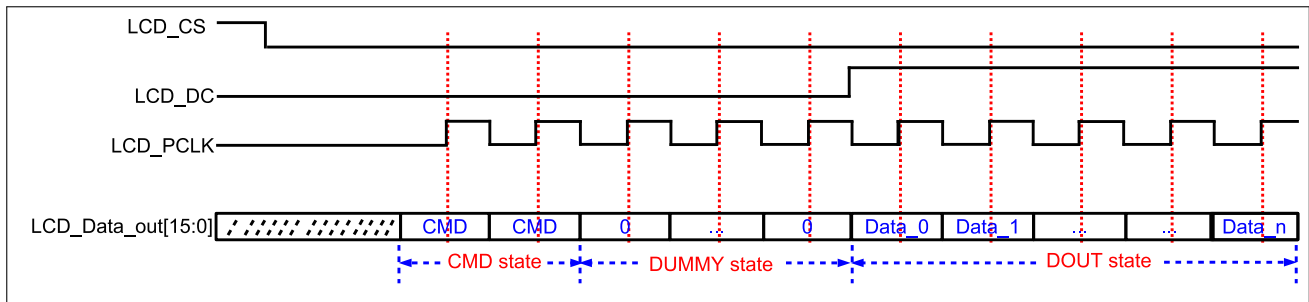 LCD_CS
LCD_DC
LCD_PCLK
LCD_Data_out[15:0] CMD CMD 0 ... 0 Data_0 Data_1 ... ... Data_n
CMD state DUMMY state DOUT state